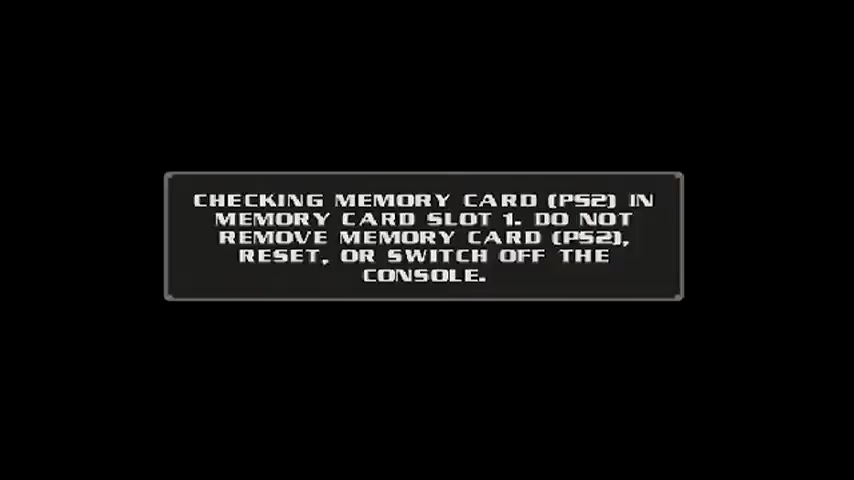 CHECKING MEMORY CARD (PS2) IN
MEMORY CARD SLOT 1. DO NOT
REMOVE MEMORY CARD (PS2),
RESET, OR SWITCH OFF THE
CONSOLE.